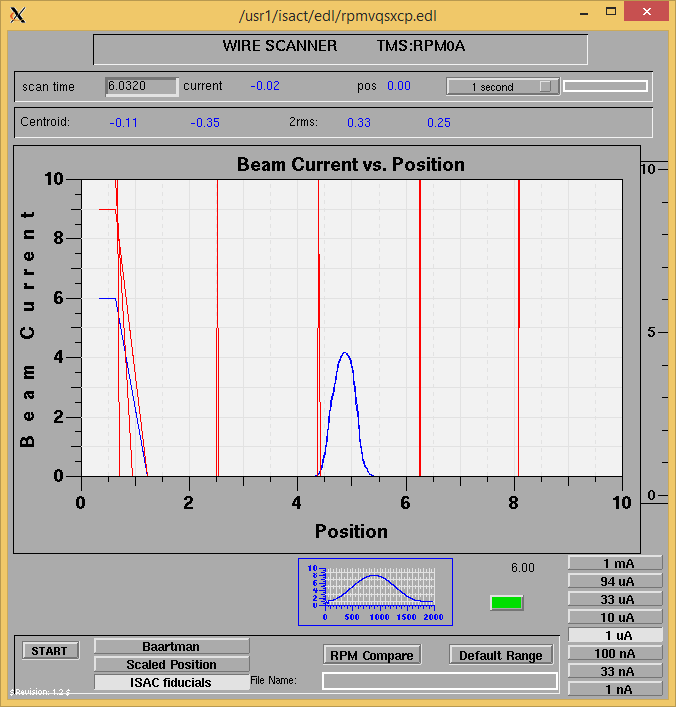 /usr1/isact/edl/rpmvqsxcp.edl
WIRE SCANNER TMS:RPM0A
scan time 6.0320 current -0.02 pos 0.00 1 second
Centroid: -0.11 -0.35 2rms: 0.33 0.25
Beam Current vs. Position
10
8
6
4
2
0
Beam Current
0 2 4 6 8 10
Position
10
5
0
10
8
6
4
2
0
0 500 1000 1500 2000
6.00
1 mA
94 uA
33 uA
10 uA
1 uA
100 nA
33 nA
1 nA
START
Baartman
Scaled Position
ISAC fiducials
RPM Compare
Default Range
File Name:
$Revision: 1.2 $